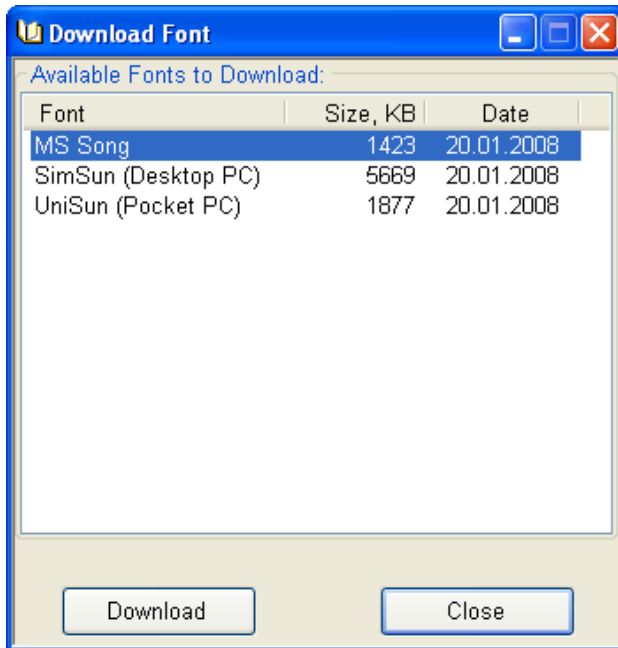 Download Font
Available Fonts to Download:
Font Size, KB Date
MS Song 1423 20.01.2008
SimSun (Desktop PC) 5669 20.01.2008
UniSun (Pocket PC) 1877 20.01.2008
Download Close